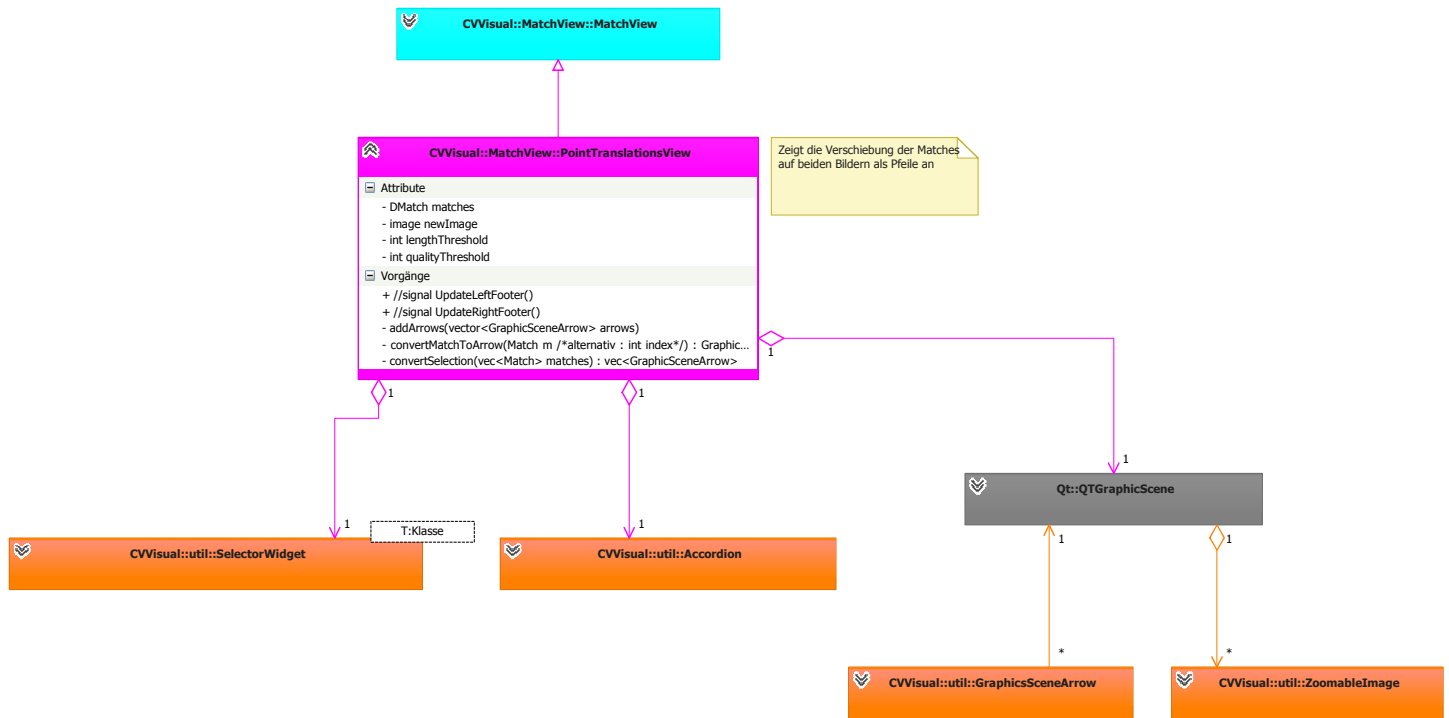 CVVisual::MatchView::MatchView
CVVisual::MatchView::PointTranslationsView
Zeigt die Verschiebung der Matches
auf beiden Bildern als Pfeile an
Attribute
- DMatch matches
- image newImage
- int lengthThreshold
- int qualityThreshold
Vorgänge
+ //signal UpdateLeftFooter()
+ //signal UpdateRightFooter()
- addArrows(vector<GraphicSceneArrow> arrows)
- convertMatchToArrow(Match m /*alternativ : int index*/) : Graphic...
- convertSelection(vec<Match> matches) : vec<GraphicSceneArrow>
1
1
1
1
Qt::QTGraphicScene
1
T:Klasse
1
1
1
CVVisual::util::SelectorWidget
CVVisual::util::Accordion
*
*
CVVisual::util::GraphicsSceneArrow
CVVisual::util::ZoomableImage